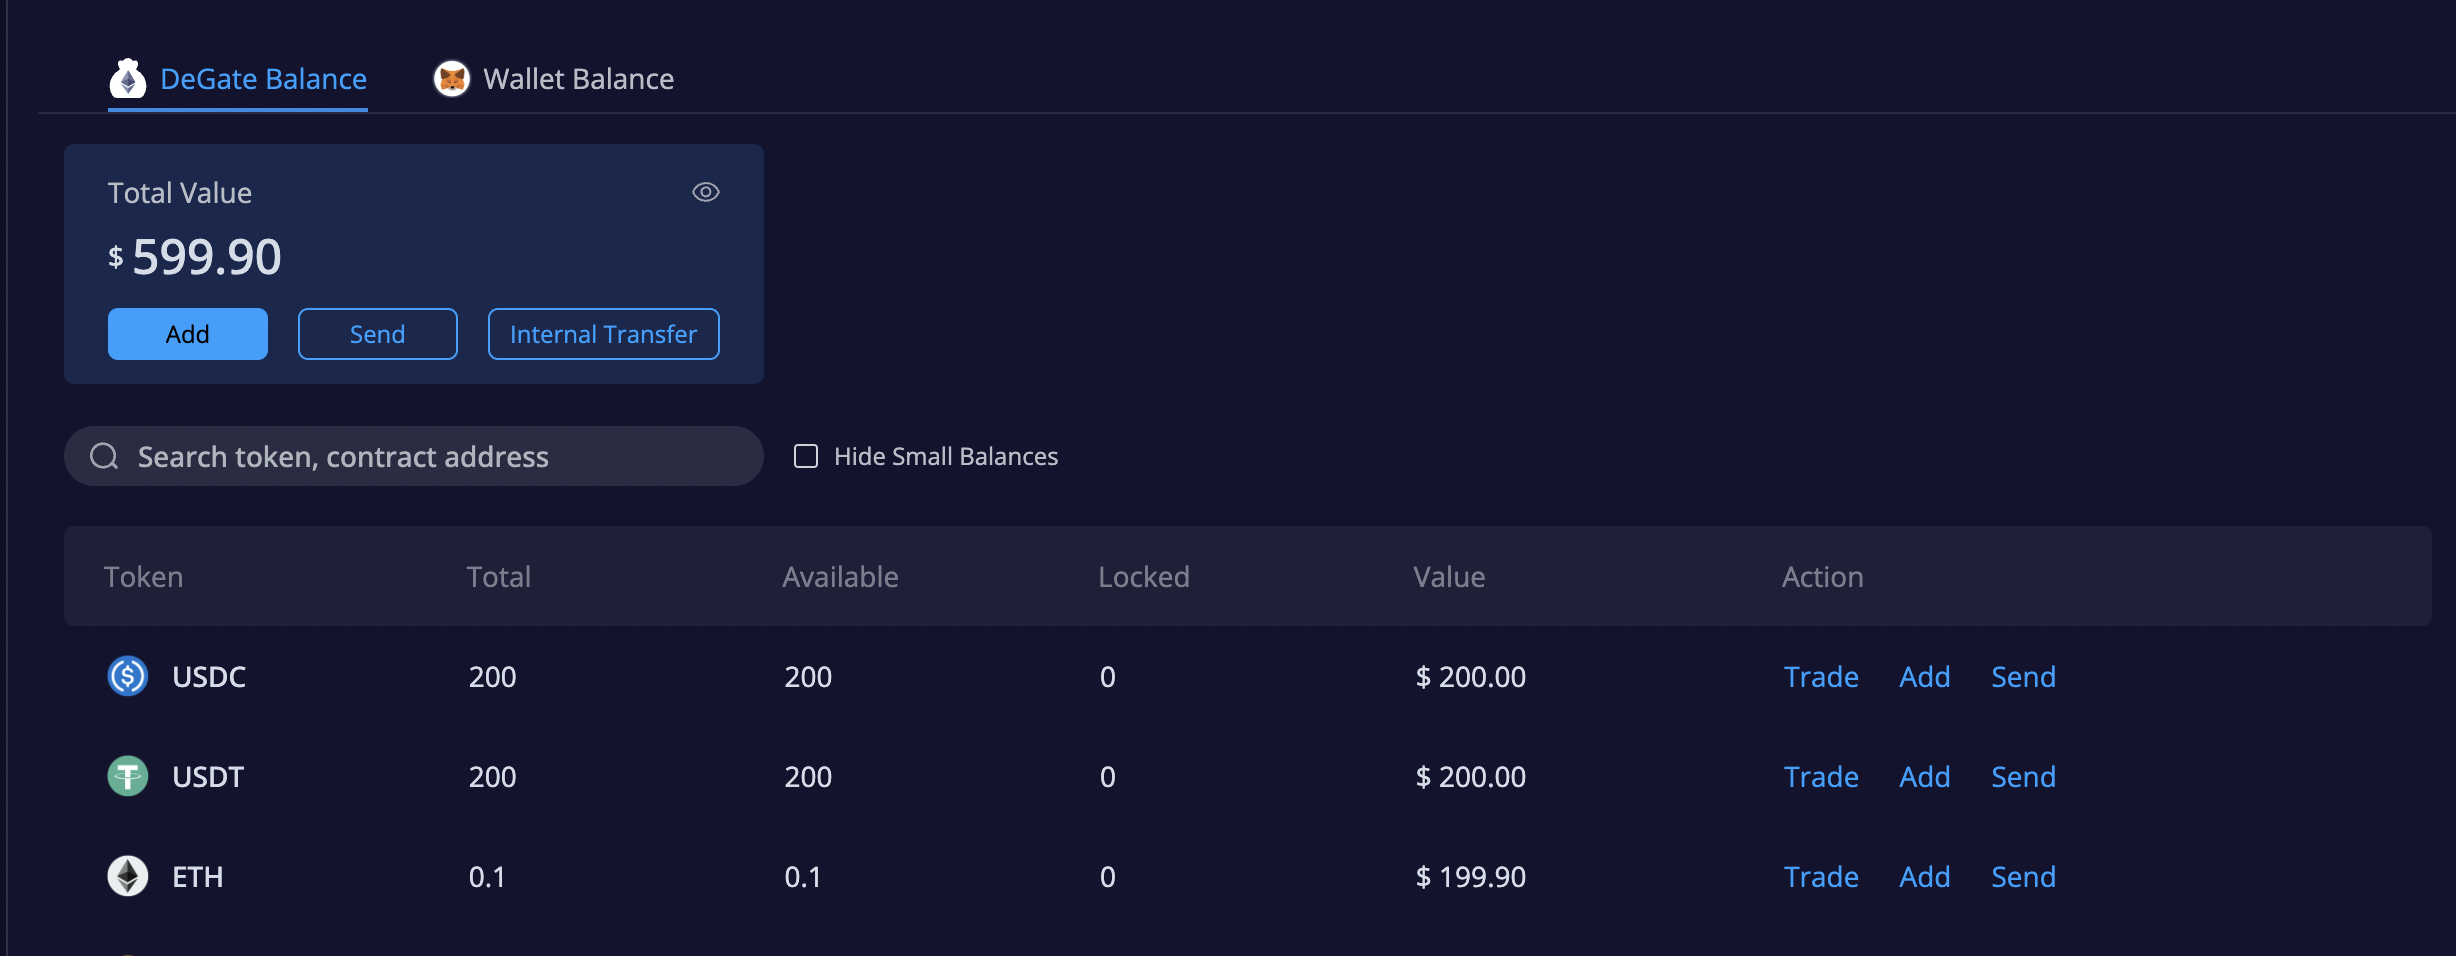 DeGate Balance Wallet Balance
Total Value
$ 599.90
Add Send Internal Transfer
Search token, contract address Hide Small Balances
Token Total Available Locked Value Action
USDC 200 200 0 $ 200.00 Trade Add Send
USDT 200 200 0 $ 200.00 Trade Add Send
ETH 0.1 0.1 0 $ 199.90 Trade Add Send